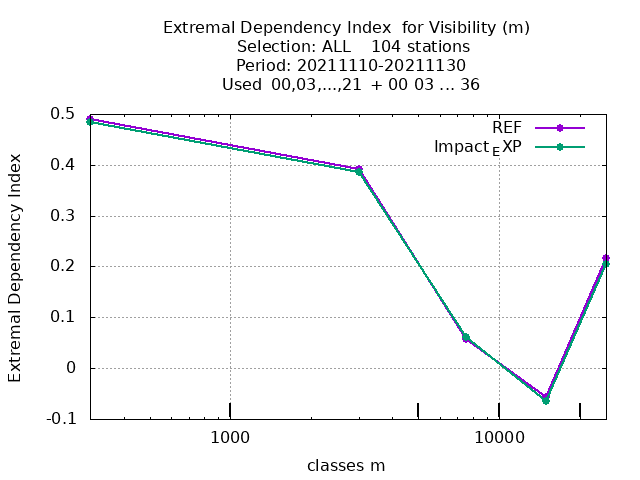 Extremal Dependency Index  for Visibility (m)
Selection: ALL    104 stations
Period: 20211110-20211130
Used  00,03,...,21  + 00 03 ... 36
REF
Impact_EXP
0.5
0.4
0.3
0.2
0.1
0
-0.1
Extremal Dependency Index
1000
10000
classes m